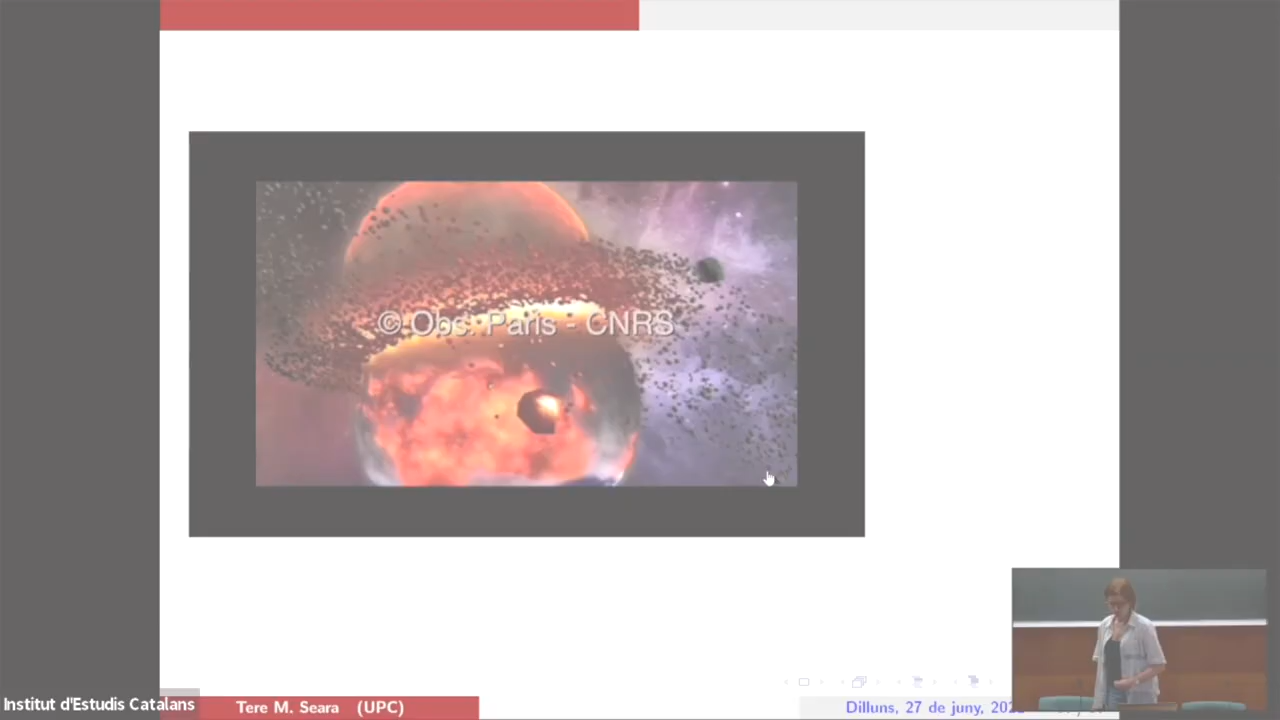 © Obs. Paris - CNRS
Institut d'Estudis Catalans
Tere M. Seara (UPC)
Dilluns, 27 de juny,